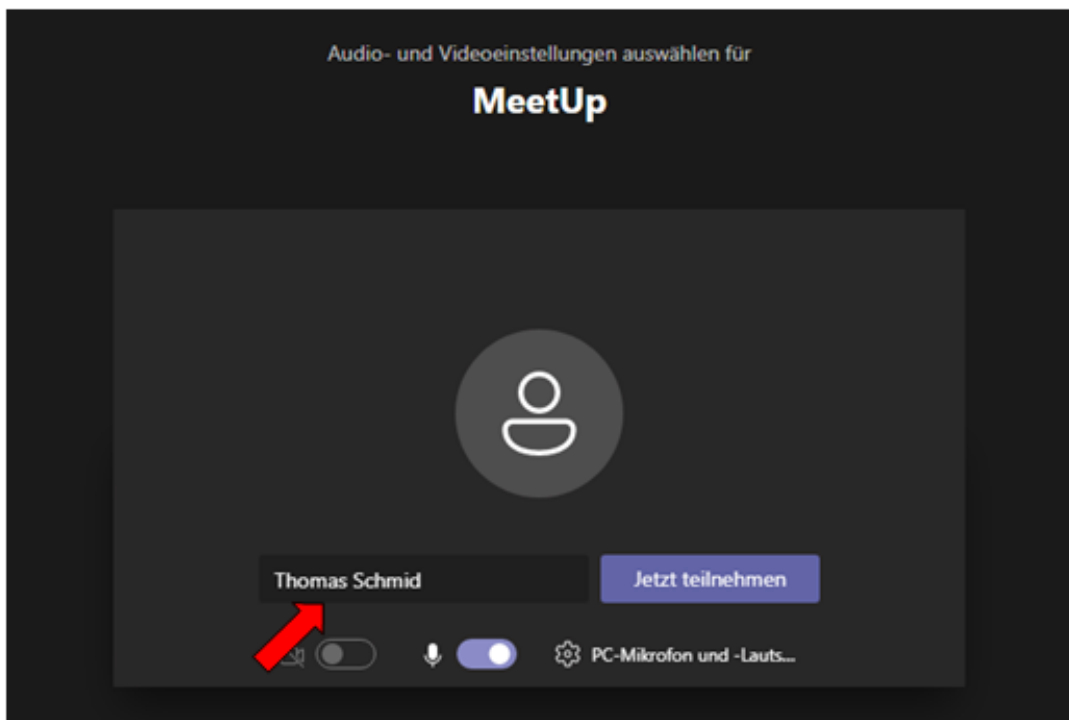 Audio- und Videoeinstellungen auswählen für
MeetUp
Thomas Schmid
Jetzt teilnehmen
PC-Mikrofon und -Lauts...